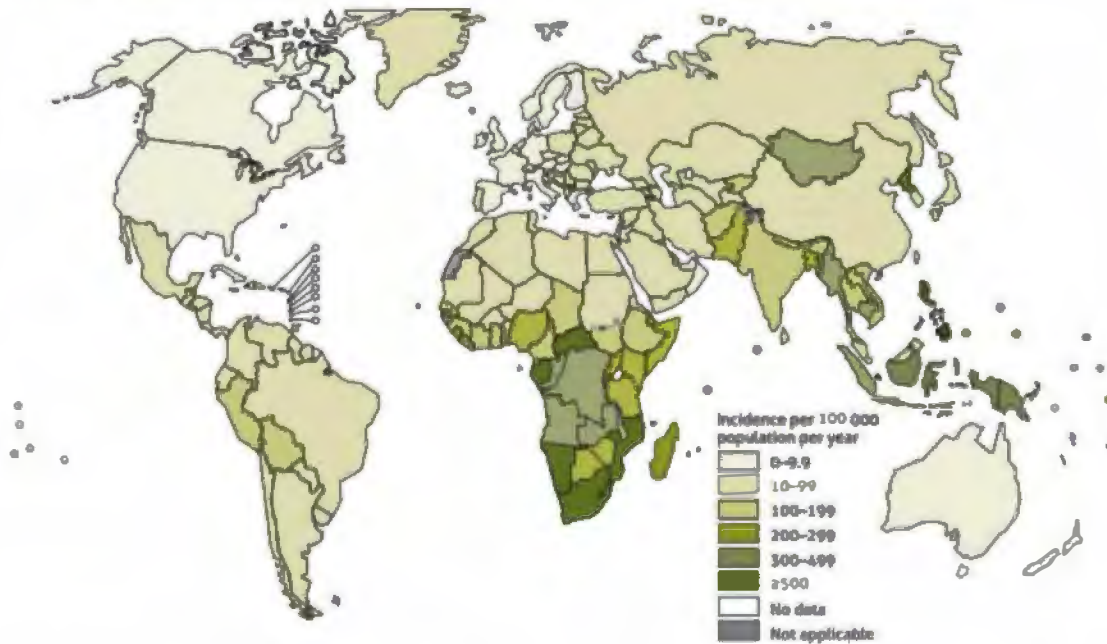 Incidence per 100 000
population per year
0–9.9
10–99
100–199
200–299
300–499
≥500
No data
Not applicable